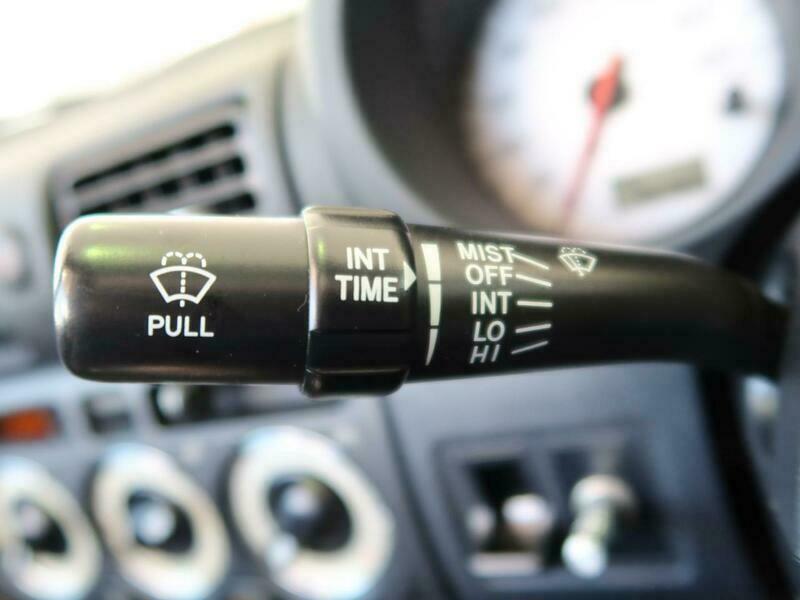 PULL
INT
TIME
MIST
OFF
INT
LO
HI